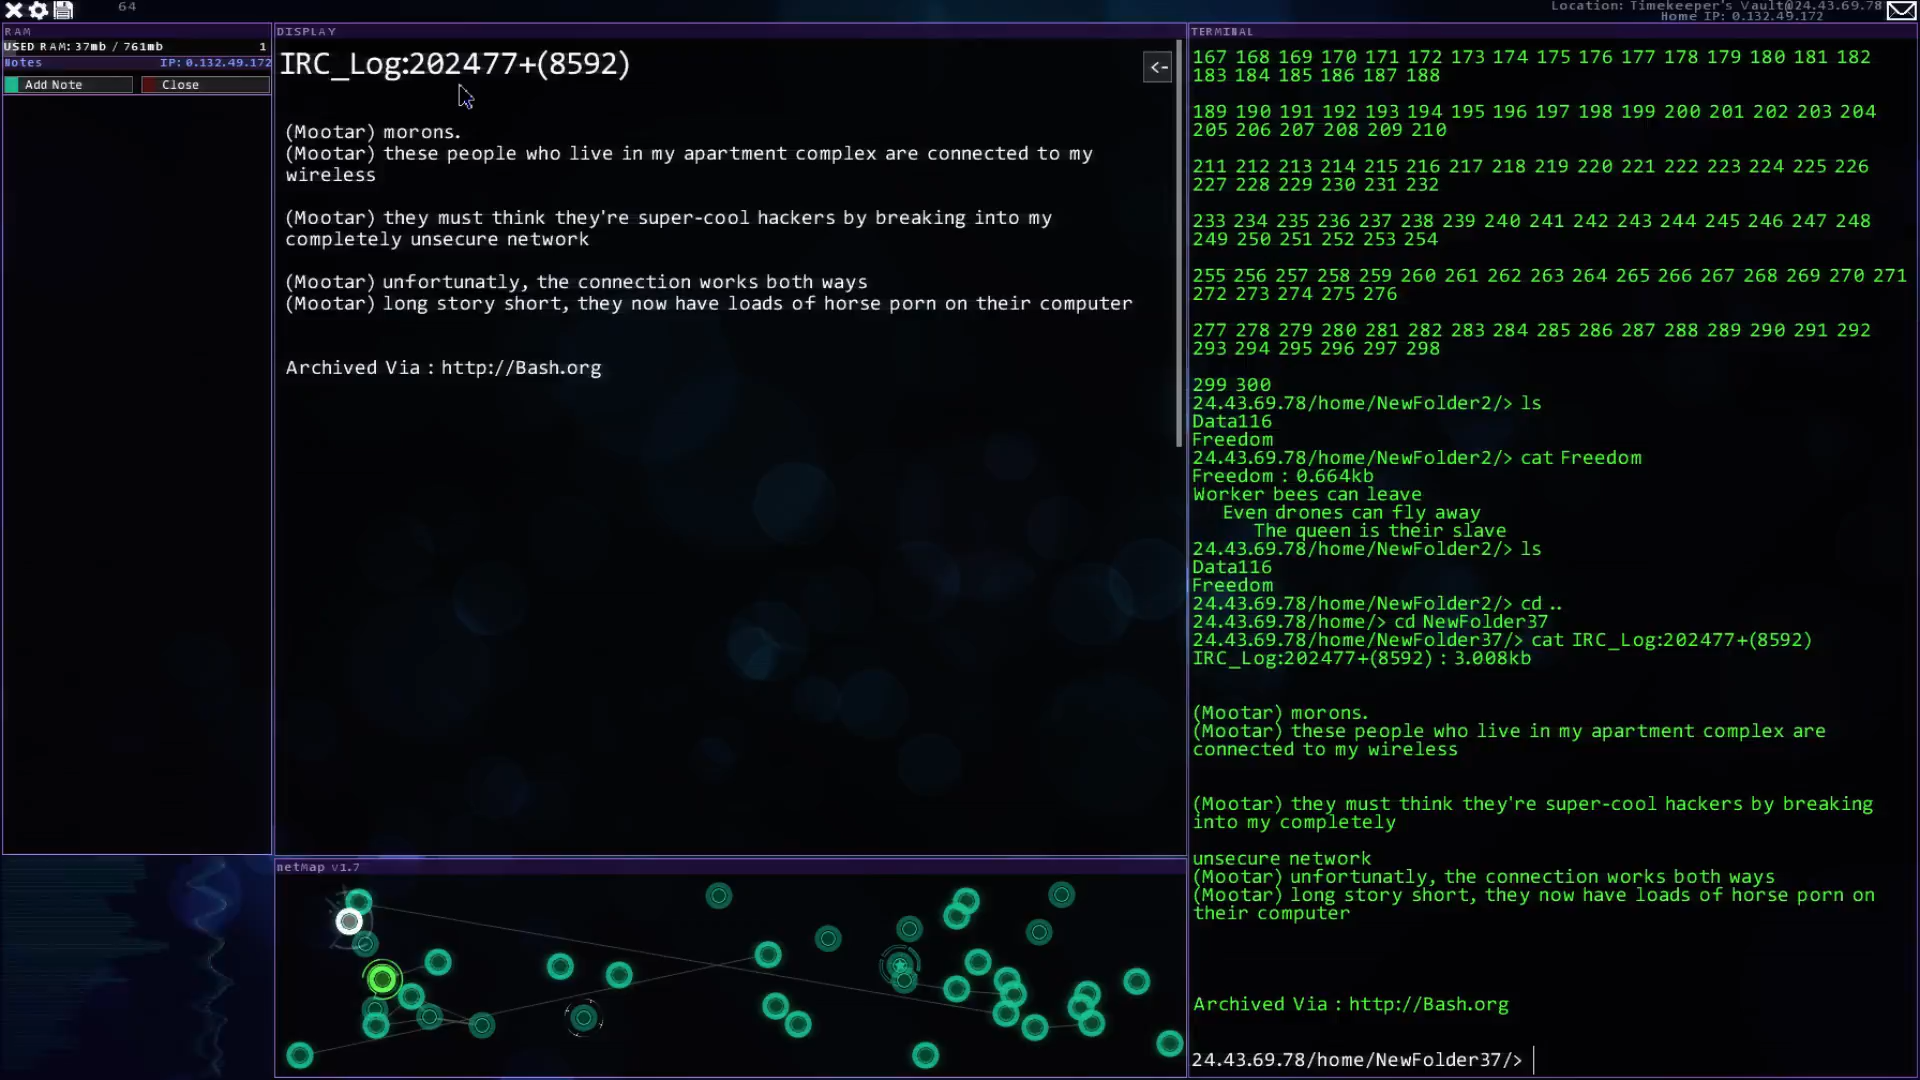 64
Location: Timekeeper's Vault@24.43.69.78
Home IP: 0.132.49.172
RAM
USED RAM: 37mb / 761mb 1
Notes IP: 0.132.49.172
Add Note Close
DISPLAY
IRC_Log:202477+(8592)
<-
(Mootar) morons.
(Mootar) these people who live in my apartment complex are connected to my
wireless
(Mootar) they must think they're super-cool hackers by breaking into my
completely unsecure network
(Mootar) unfortunatly, the connection works both ways
(Mootar) long story short, they now have loads of horse porn on their computer
Archived Via : http://Bash.org
netMap v1.7
TERMINAL
167 168 169 170 171 172 173 174 175 176 177 178 179 180 181 182
183 184 185 186 187 188
189 190 191 192 193 194 195 196 197 198 199 200 201 202 203 204
205 206 207 208 209 210
211 212 213 214 215 216 217 218 219 220 221 222 223 224 225 226
227 228 229 230 231 232
233 234 235 236 237 238 239 240 241 242 243 244 245 246 247 248
249 250 251 252 253 254
255 256 257 258 259 260 261 262 263 264 265 266 267 268 269 270 271
272 273 274 275 276
277 278 279 280 281 282 283 284 285 286 287 288 289 290 291 292
293 294 295 296 297 298
299 300
24.43.69.78/home/NewFolder2/> ls
Data116
Freedom
24.43.69.78/home/NewFolder2/> cat Freedom
Freedom : 0.664kb
Worker bees can leave
Even drones can fly away
The queen is their slave
24.43.69.78/home/NewFolder2/> ls
Data116
Freedom
24.43.69.78/home/NewFolder2/> cd ..
24.43.69.78/home/> cd NewFolder37
24.43.69.78/home/NewFolder37/> cat IRC_Log:202477+(8592)
IRC_Log:202477+(8592) : 3.008kb
(Mootar) morons.
(Mootar) these people who live in my apartment complex are
connected to my wireless
(Mootar) they must think they're super-cool hackers by breaking
into my completely
unsecure network
(Mootar) unfortunatly, the connection works both ways
(Mootar) long story short, they now have loads of horse porn on
their computer
Archived Via : http://Bash.org
24.43.69.78/home/NewFolder37/>